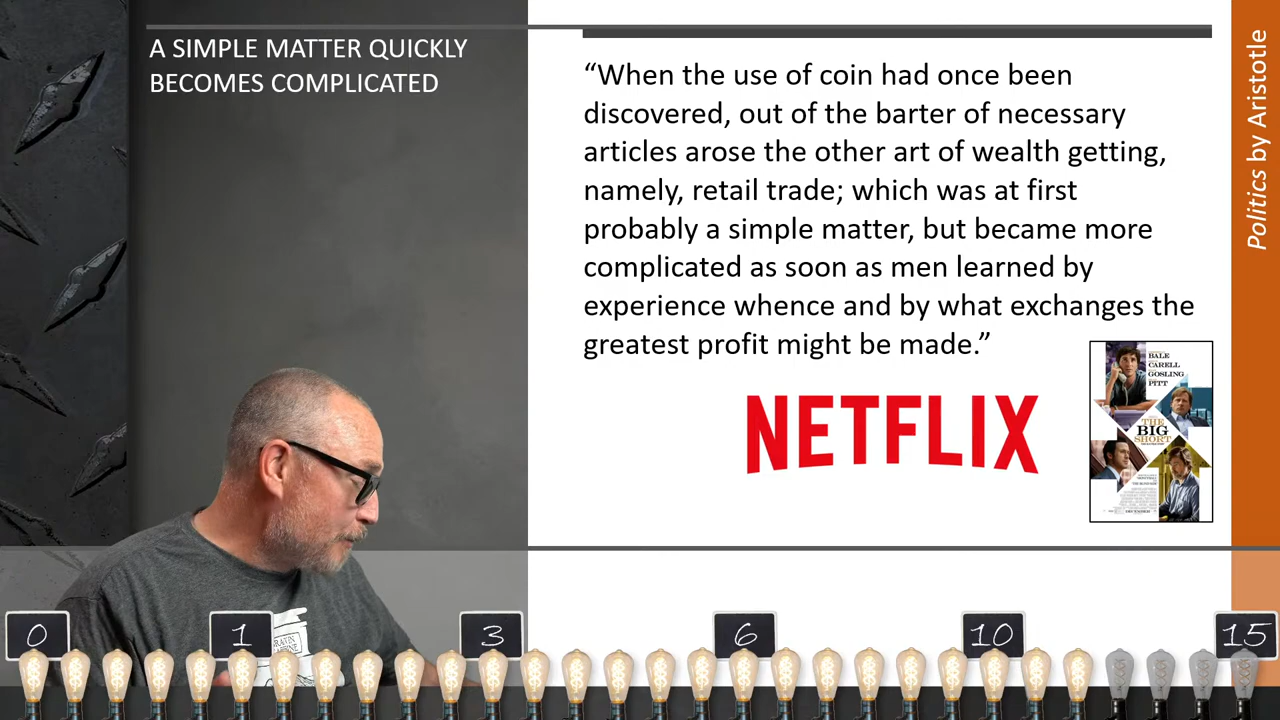 A SIMPLE MATTER QUICKLY
BECOMES COMPLICATED
“When the use of coin had once been
discovered, out of the barter of necessary
articles arose the other art of wealth getting,
namely, retail trade; which was at first
probably a simple matter, but became more
complicated as soon as men learned by
experience whence and by what exchanges the
greatest profit might be made.”
Politics by Aristotle
NETFLIX
BALE
CARELL
GOSLING
PITT
THE
BIG
SHORT
0
1
3
6
10
15